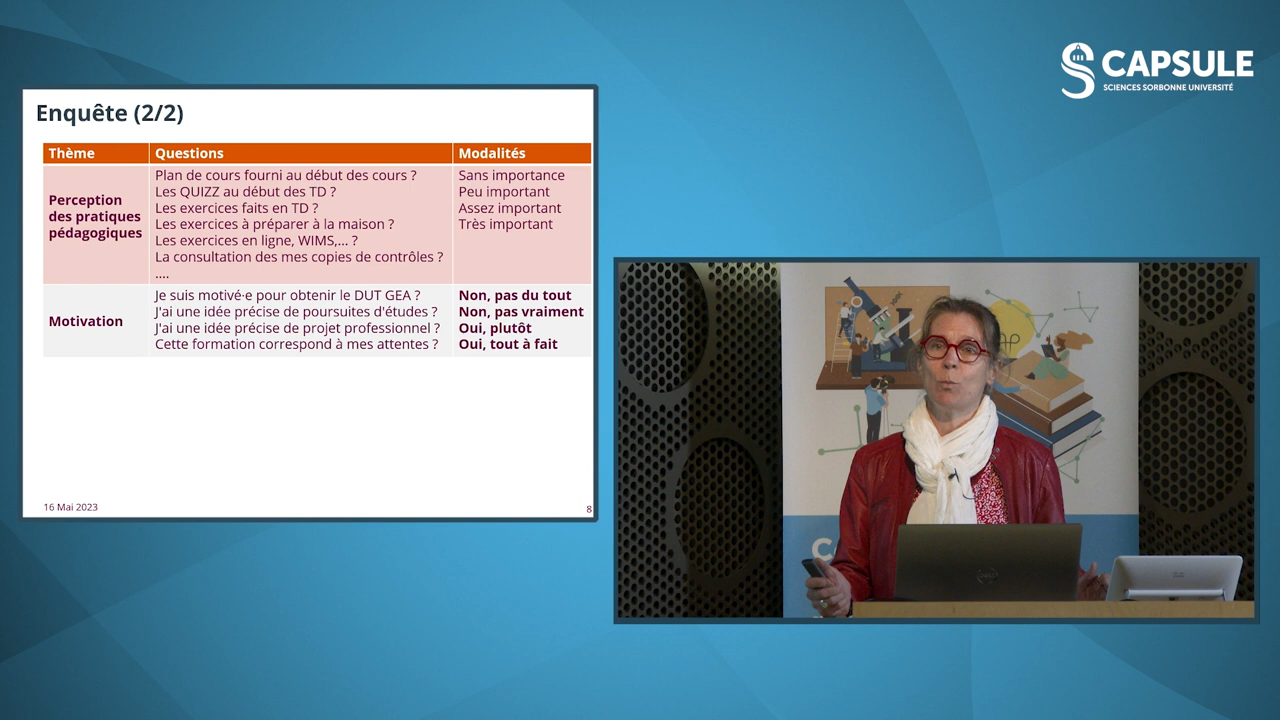 CAPSULE
SCIENCES SORBONNE UNIVERSITÉ
Enquête (2/2)
Thème Questions Modalités
Perception
des pratiques
pédagogiques
Plan de cours fourni au début des cours ?
Les QUIZZ au début des TD ?
Les exercices faits en TD ?
Les exercices à préparer à la maison ?
Les exercices en ligne, WIMS,... ?
La consultation des mes copies de contrôles ?
....
Sans importance
Peu important
Assez important
Très important
Motivation
Je suis motivé·e pour obtenir le DUT GEA ?
J'ai une idée précise de poursuites d'études ?
J'ai une idée précise de projet professionnel ?
Cette formation correspond à mes attentes ?
Non, pas du tout
Non, pas vraiment
Oui, plutôt
Oui, tout à fait
16 Mai 2023
8